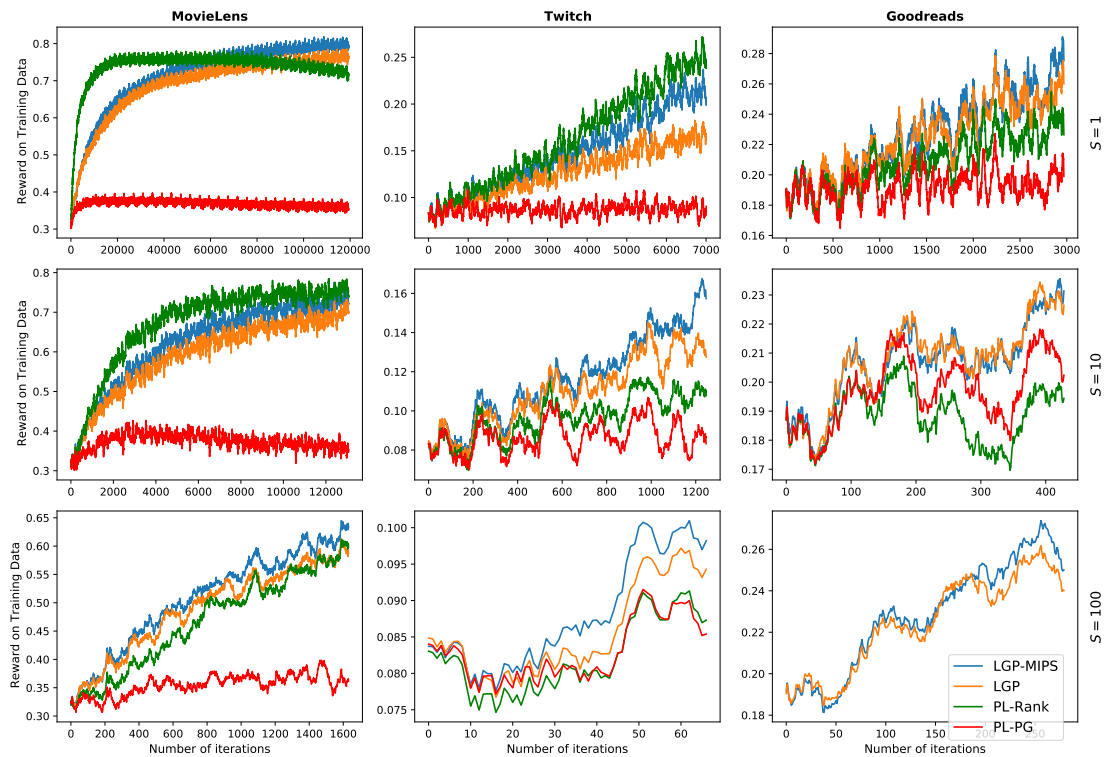 MovieLens Twitch Goodreads
Reward on Training Data
0.8
0.7
0.6
0.5
0.4
0.3
0 20000 40000 60000 80000 100000 120000
0.25
0.20
0.15
0.10
0 1000 2000 3000 4000 5000 6000 7000
0.28
0.26
0.24
0.22
0.20
0.18
0.16
0 500 1000 1500 2000 2500 3000
S = 1
Reward on Training Data
0.8
0.7
0.6
0.5
0.4
0.3
0 2000 4000 6000 8000 10000 12000
0.16
0.14
0.12
0.10
0.08
0 200 400 600 800 1000 1200
0.23
0.22
0.21
0.20
0.19
0.18
0.17
0 100 200 300 400
S = 10
Reward on Training Data
0.65
0.60
0.55
0.50
0.45
0.40
0.35
0.30
0 200 400 600 800 1000 1200 1400 1600
Number of iterations
0.100
0.095
0.090
0.085
0.080
0.075
0 10 20 30 40 50 60
Number of iterations
0.26
0.24
0.22
0.20
0.18
0 50 100 150 200 250
Number of iterations
S = 100
LGP-MIPS
LGP
PL-Rank
PL-PG